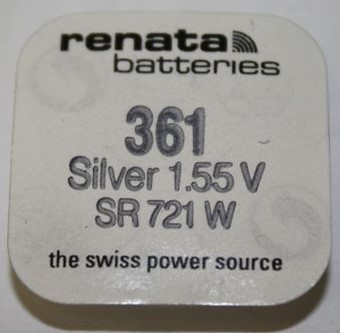 renata
batteries
361
Silver 1.55 V
SR 721 W
the swiss power source